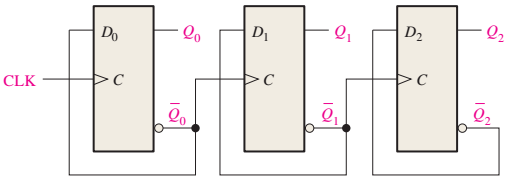 D₀ Q₀ D₁ Q₁ D₂ Q₂
CLK C C C
Q̅₀ Q̅₁ Q̅₂